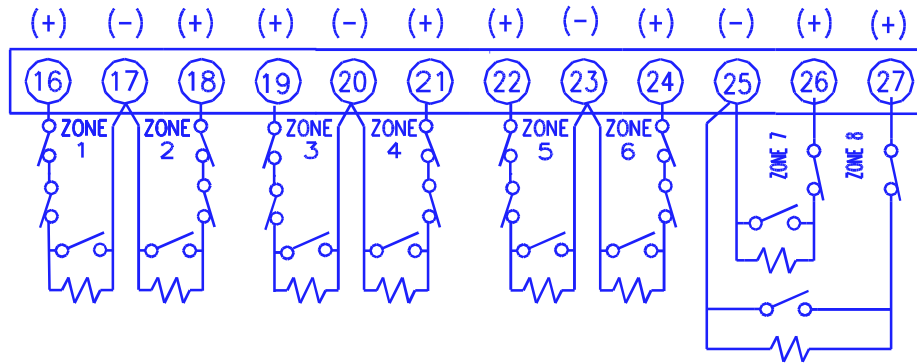 (+) (-) (+) (+) (-) (+) (+) (-) (+) (-) (+) (+)
16 17 18 19 20 21 22 23 24 25 26 27
ZONE 1
ZONE 2
ZONE 3
ZONE 4
ZONE 5
ZONE 6
ZONE 7
ZONE 8